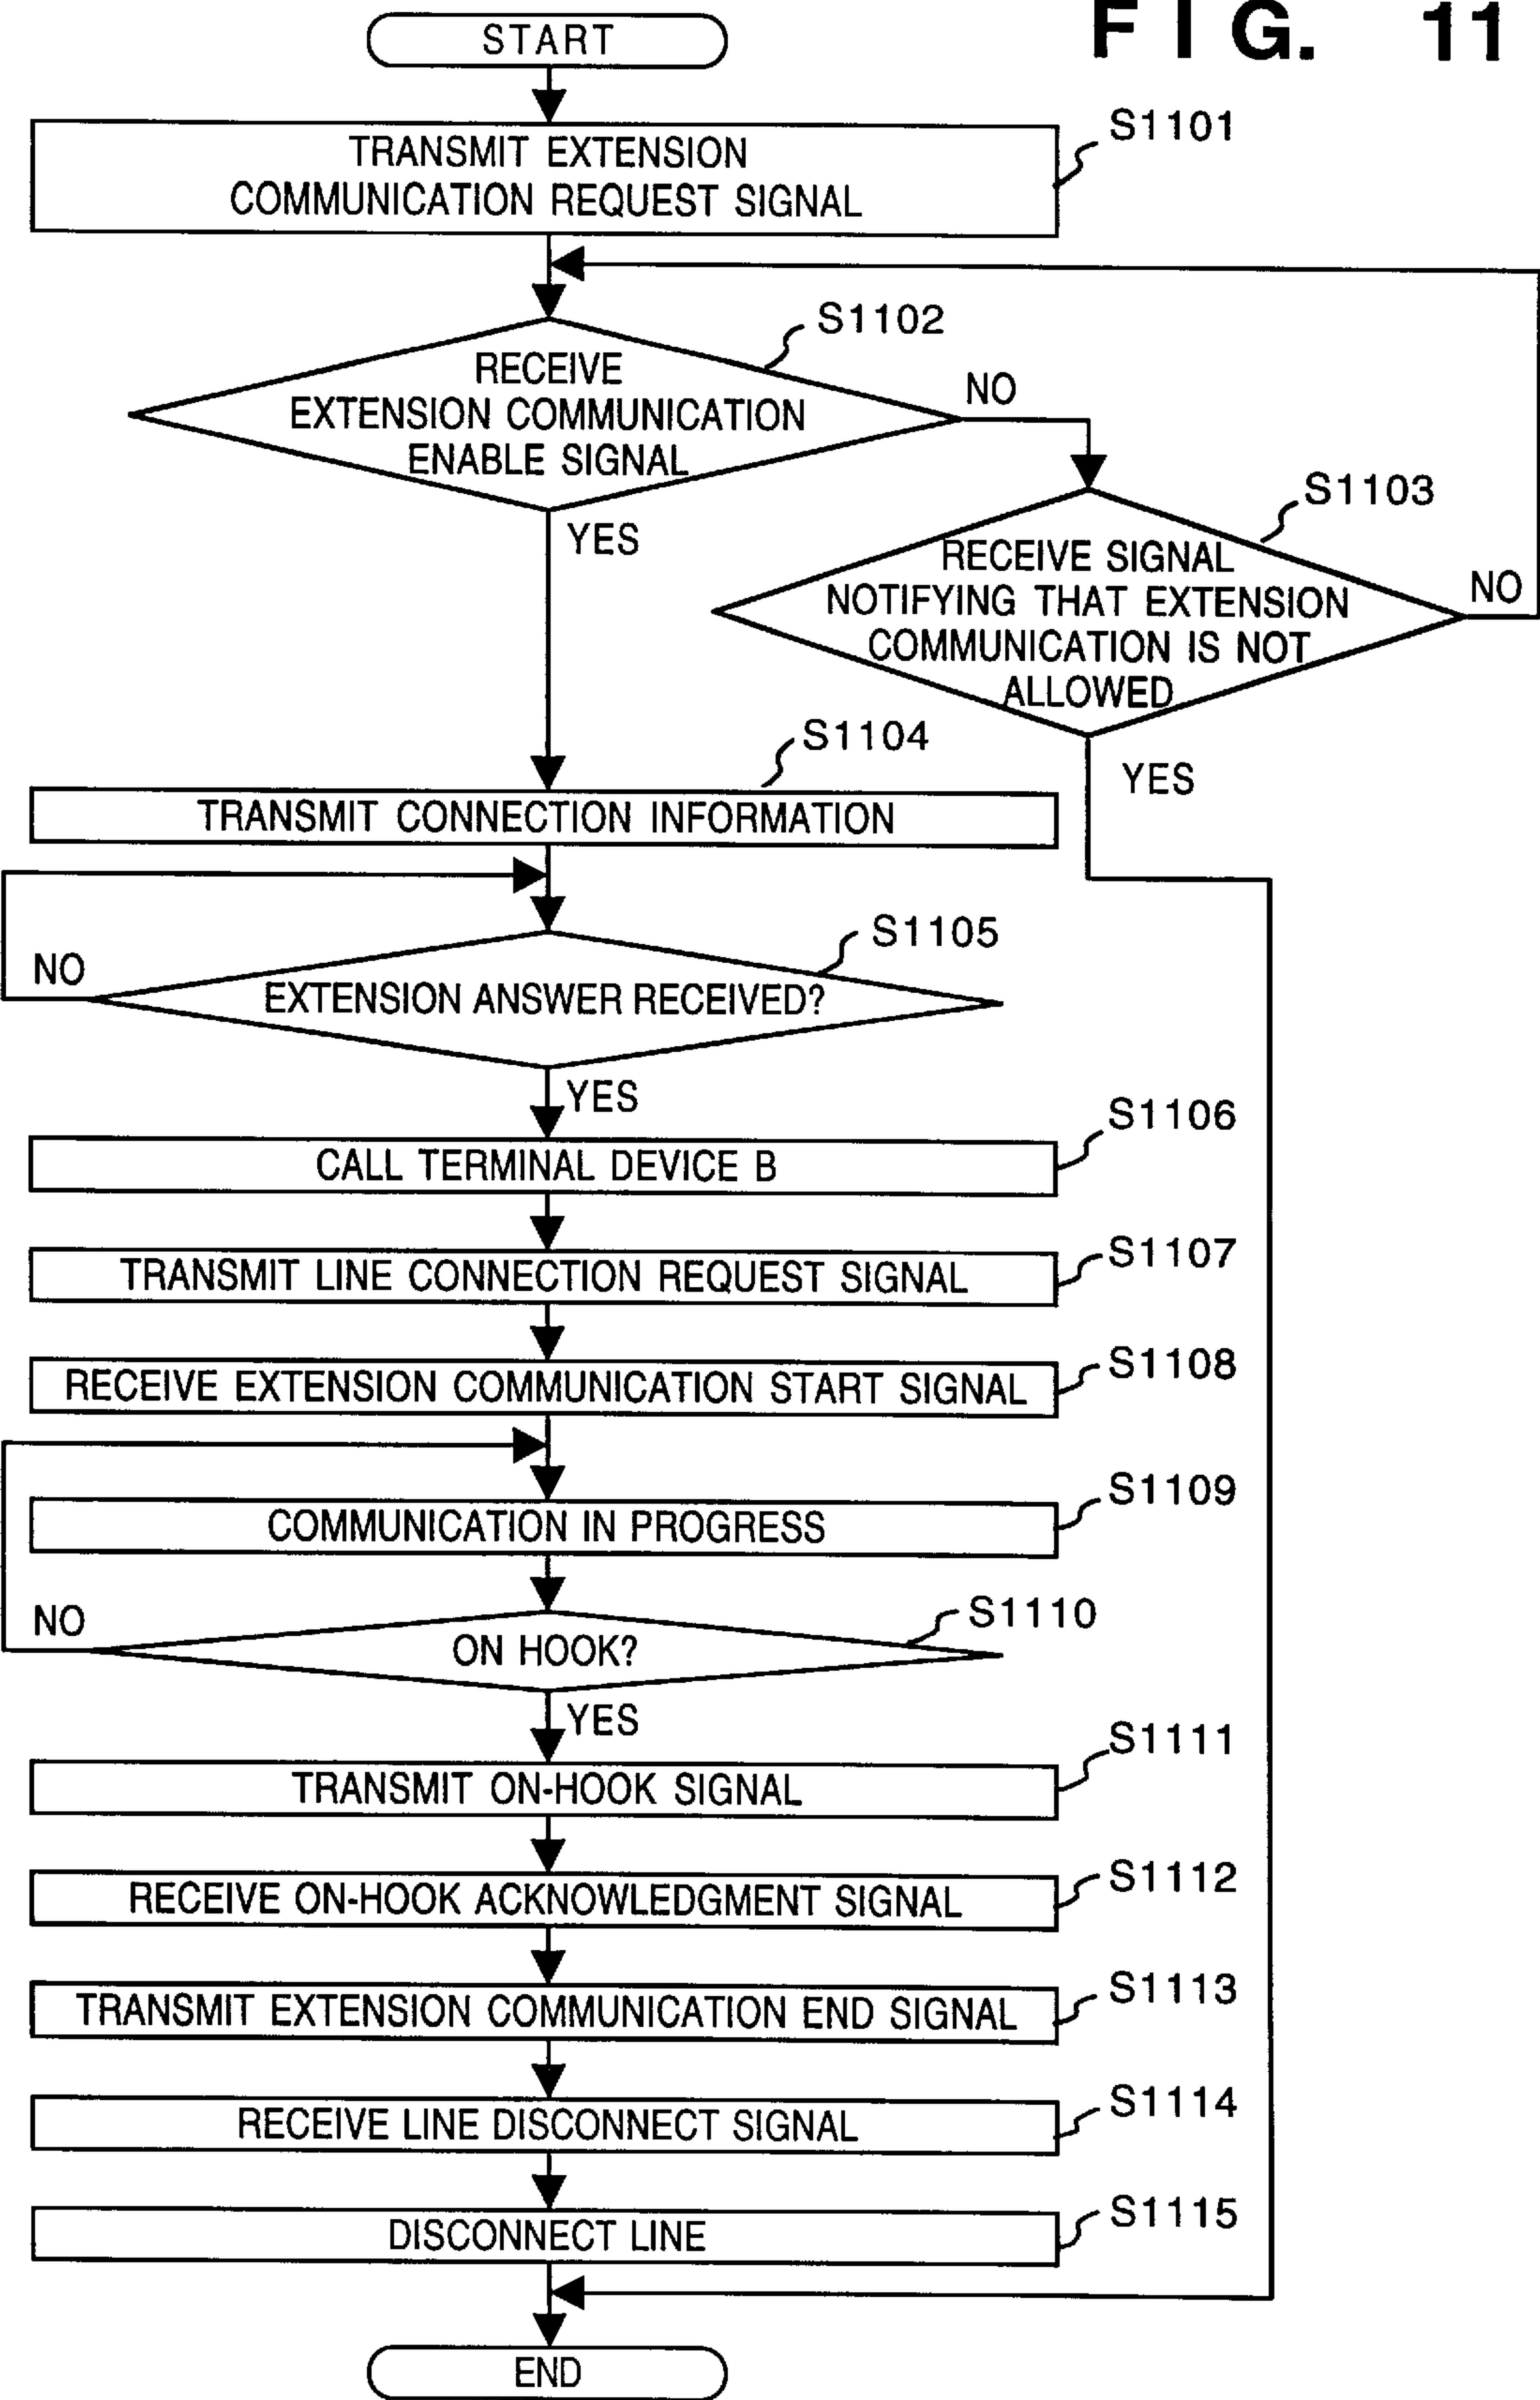 FIG. 11
START
S1101
TRANSMIT EXTENSION
COMMUNICATION REQUEST SIGNAL
S1102
RECEIVE
EXTENSION COMMUNICATION
ENABLE SIGNAL
NO
YES
S1103
RECEIVE SIGNAL
NOTIFYING THAT EXTENSION
COMMUNICATION IS NOT
ALLOWED
NO
YES
S1104
TRANSMIT CONNECTION INFORMATION
S1105
NO
EXTENSION ANSWER RECEIVED?
YES
S1106
CALL TERMINAL DEVICE B
S1107
TRANSMIT LINE CONNECTION REQUEST SIGNAL
S1108
RECEIVE EXTENSION COMMUNICATION START SIGNAL
S1109
COMMUNICATION IN PROGRESS
S1110
NO
ON HOOK?
YES
S1111
TRANSMIT ON-HOOK SIGNAL
S1112
RECEIVE ON-HOOK ACKNOWLEDGMENT SIGNAL
S1113
TRANSMIT EXTENSION COMMUNICATION END SIGNAL
S1114
RECEIVE LINE DISCONNECT SIGNAL
S1115
DISCONNECT LINE
END